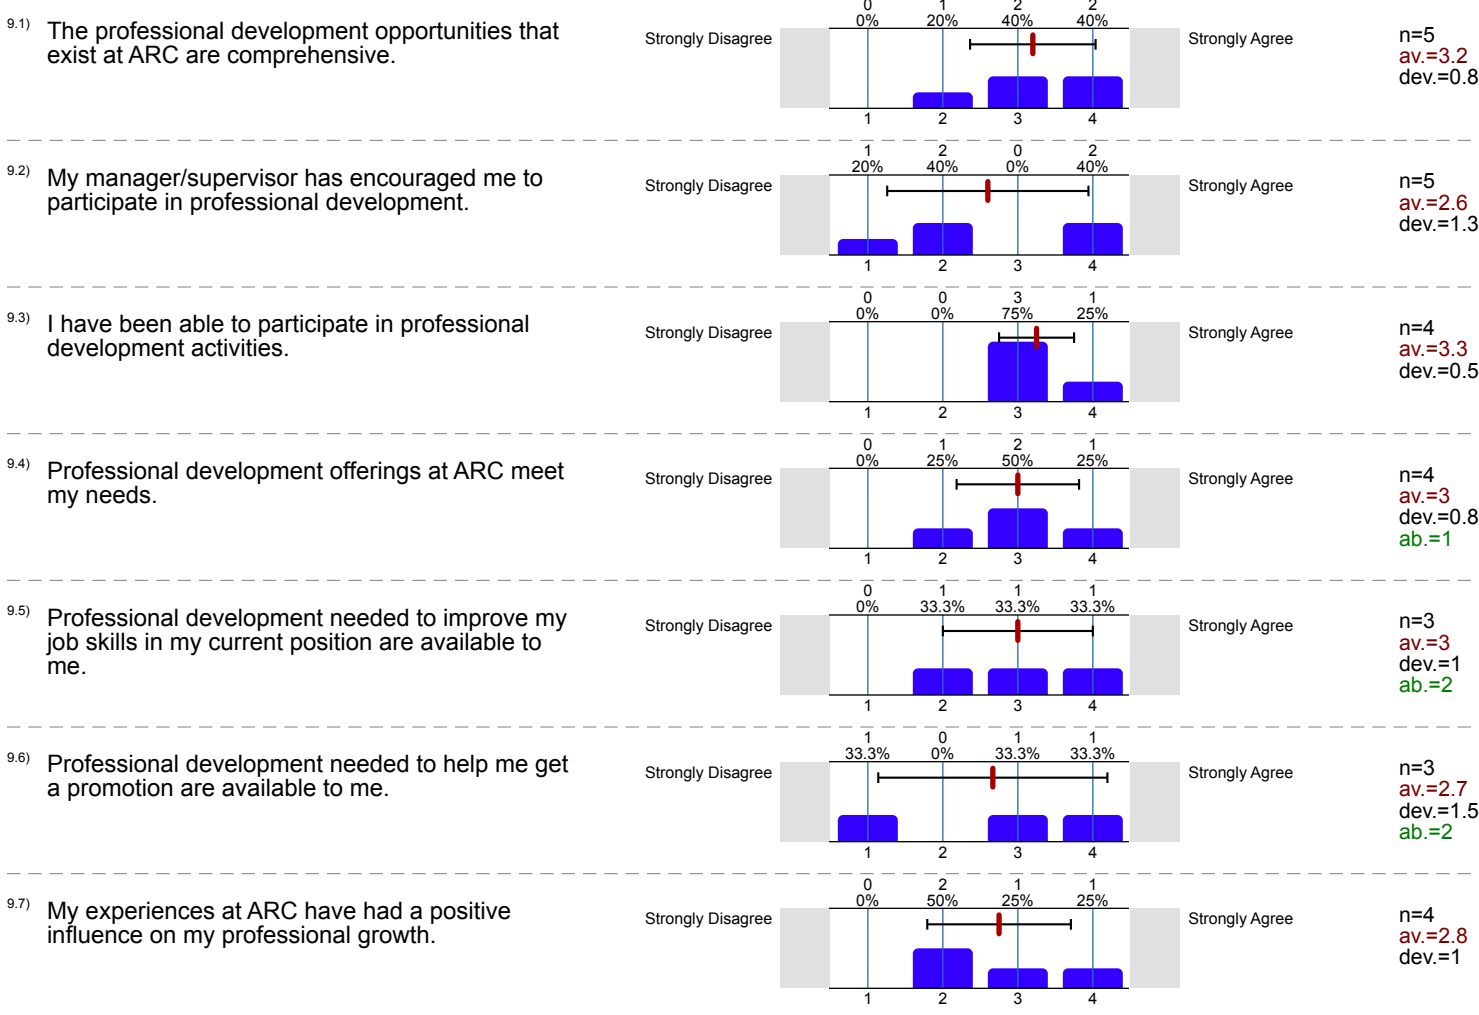 0 1 2 2
0% 20% 40% 40%
9.1) The professional development opportunities that
exist at ARC are comprehensive.
Strongly Disagree
Strongly Agree
n=5
av.=3.2
dev.=0.8
1 2 3 4
1 2 0 2
20% 40% 0% 40%
9.2) My manager/supervisor has encouraged me to
participate in professional development.
Strongly Disagree
Strongly Agree
n=5
av.=2.6
dev.=1.3
1 2 3 4
0 0 3 1
0% 0% 75% 25%
9.3) I have been able to participate in professional
development activities.
Strongly Disagree
Strongly Agree
n=4
av.=3.3
dev.=0.5
1 2 3 4
0 1 2 1
0% 25% 50% 25%
9.4) Professional development offerings at ARC meet
my needs.
Strongly Disagree
Strongly Agree
n=4
av.=3
dev.=0.8
ab.=1
1 2 3 4
0 1 1 1
0% 33.3% 33.3% 33.3%
9.5) Professional development needed to improve my
job skills in my current position are available to
me.
Strongly Disagree
Strongly Agree
n=3
av.=3
dev.=1
ab.=2
1 2 3 4
1 0 1 1
33.3% 0% 33.3% 33.3%
9.6) Professional development needed to help me get
a promotion are available to me.
Strongly Disagree
Strongly Agree
n=3
av.=2.7
dev.=1.5
ab.=2
1 2 3 4
0 2 1 1
0% 50% 25% 25%
9.7) My experiences at ARC have had a positive
influence on my professional growth.
Strongly Disagree
Strongly Agree
n=4
av.=2.8
dev.=1
1 2 3 4